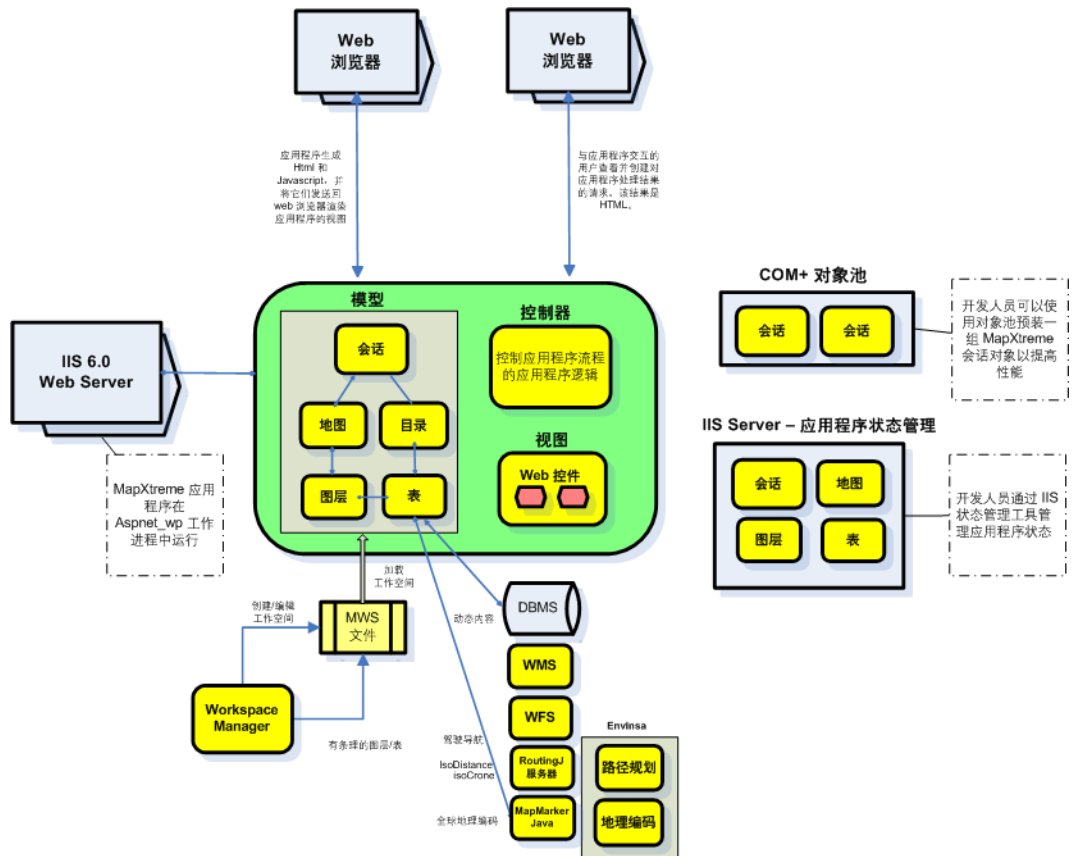 Web
浏览器
Web
浏览器
应用程序生成
Html 和
Javascript，并
将它们发送回
web 浏览器渲染
应用程序的视图
与应用程序交互的
用户查看并创建对
应用程序处理结果
的请求、该结果是
HTML。
IIS 6.0
Web Server
MapXtreme 应用
程序在
Aspnet_wp 工作
进程中运行
模型
会话
地图
目录
图层
表
控制器
控制应用程序流程
的应用程序逻辑
视图
Web 控件
COM+ 对象池
会话
会话
开发人员可以使
用对象池预装一
组 MapXtreme
会话对象以提高
性能
IIS Server – 应用程序状态管理
会话
地图
图层
表
开发人员通过 IIS
状态管理工具管
理应用程序状态
加载
工作空间
创建/编辑
工作空间
MWS
文件
Workspace
Manager
有条理的图层/表
动态内容
DBMS
WMS
WFS
驾驶导航
IsoDistance
isoCrone
RoutingJ
服务器
全球地理编码
MapMarker
Java
Envinsa
路径规划
地理编码